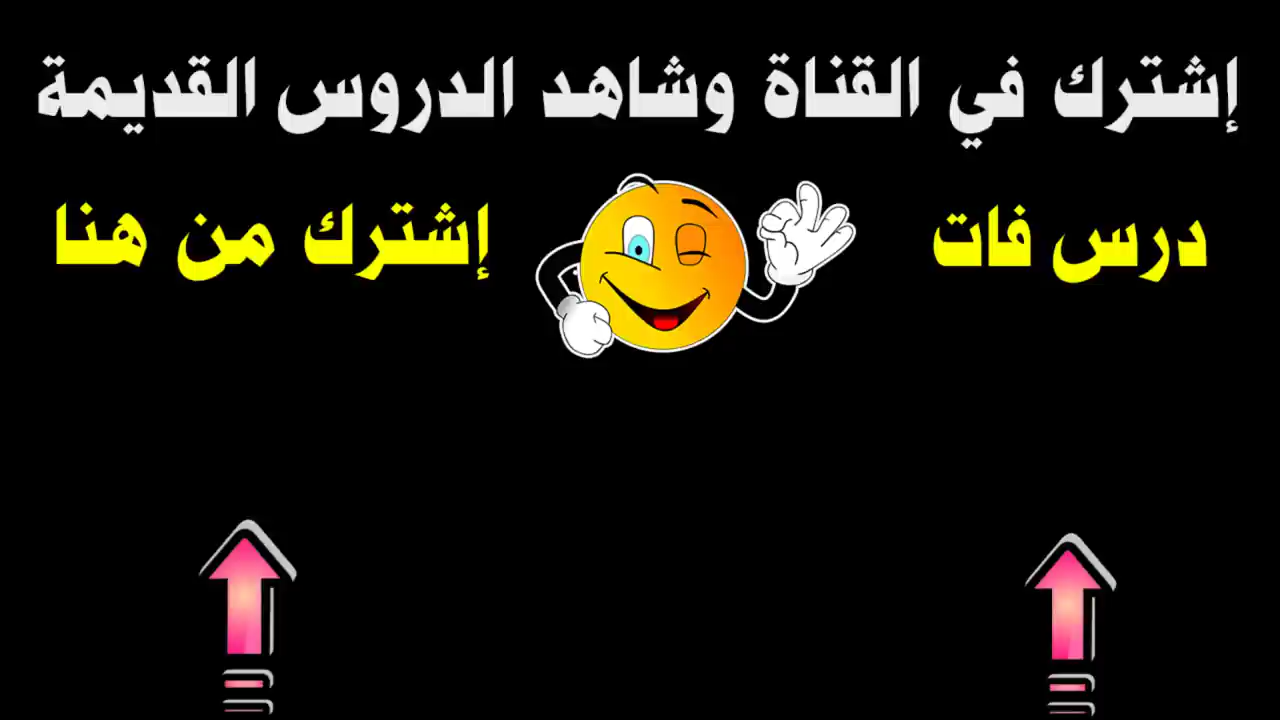 إشترك في القناة وشاهد الدروس القديمة
درس فات
إشترك من هنا